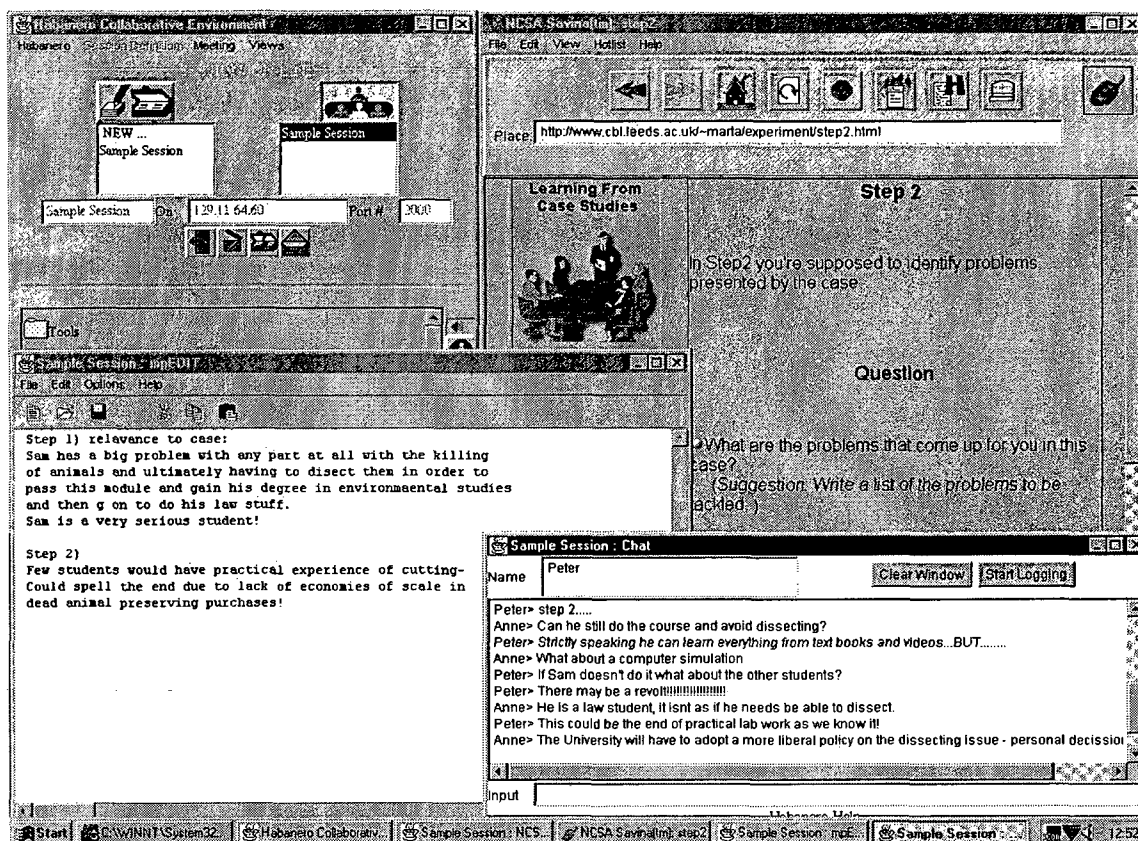 Habanero Collaborative Environment
Habanero Session Definition Meeting Views
NEW ...
Sample Session
Sample Session
Sample Session On 129.11.64.60 Port # 2000
Tools
NCSA Savina(tm): step2
File Edit View Hotlist Help
Place: http://www.cbl.leeds.ac.uk/~marta/experiment/step2.html
Learning From
Case Studies
Step 2
In Step2 you're supposed to identify problems
presented by the case.
Question
What are the problems that come up for you in this
case?
(Suggestion: Write a list of the problems to be
tackled.)
Sample Session : mpEDIT
File Edit Options Help
Step 1) relavance to case:
Sam has a big problem with any part at all with the killing
of animals and ultimately having to disect them in order to
pass this module and gain his degree in environmaental studies
and then g on to do his law stuff.
Sam is a very serious student!
Step 2)
Few students would have practical experience of cutting-
Could spell the end due to lack of economies of scale in
dead animal preserving purchases!
Sample Session : Chat
Name Peter Clear Window Start Logging
Peter> step 2.....
Anne> Can he still do the course and avoid dissecting?
Peter> Strictly speaking he can learn everything from text books and videos...BUT........
Anne> What about a computer simulation
Peter> If Sam doesn't do it what about the other students?
Peter> There may be a revolt!!!!!!!!!!!!!!!!!!!
Anne> He is a law student, it isnt as if he needs be able to dissect.
Peter> This could be the end of practical lab work as we know it!
Anne> The University will have to adopt a more liberal policy on the dissecting issue - personal decission
Input
Habanero Help
Start C:\WINNT\System32... Habanero Collaborativ... Sample Session : NCS... NCSA Savina(tm): step2 Sample Session : mpE... Sample Session : ... 12:52